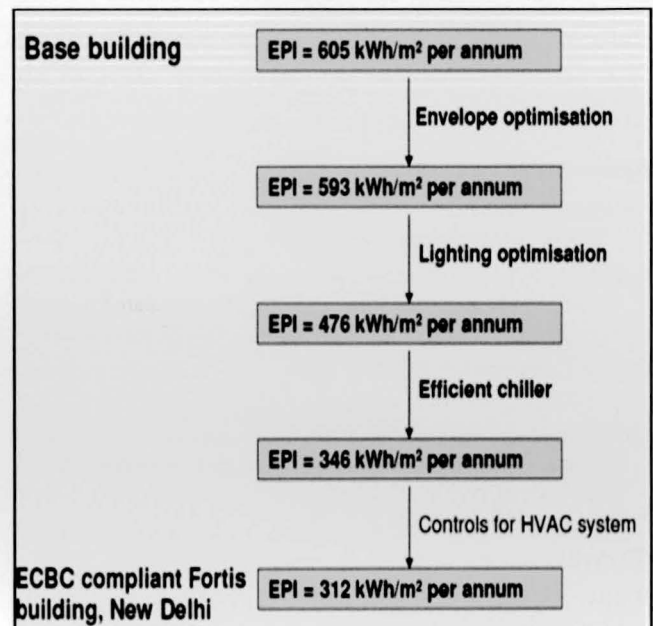 Base building
EPI = 605 kWh/m² per annum
Envelope optimisation
EPI = 593 kWh/m² per annum
Lighting optimisation
EPI = 476 kWh/m² per annum
Efficient chiller
EPI = 346 kWh/m² per annum
Controls for HVAC system
ECBC compliant Fortis
building, New Delhi
EPI = 312 kWh/m² per annum